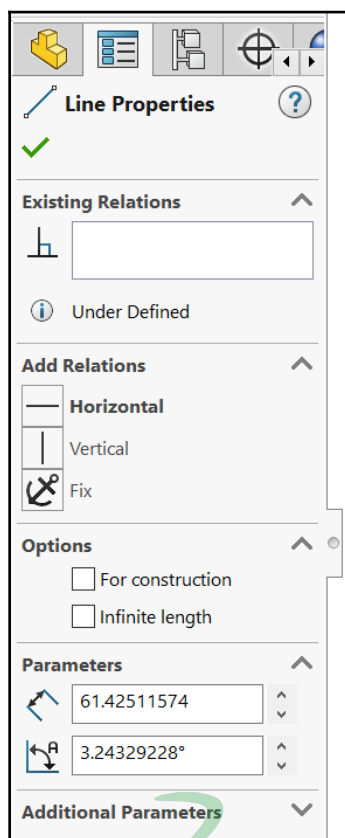 Line Properties
Existing Relations
Under Defined
Add Relations
Horizontal
Vertical
Fix
Options
For construction
Infinite length
Parameters
61.42511574
3.24329228°
Additional Parameters